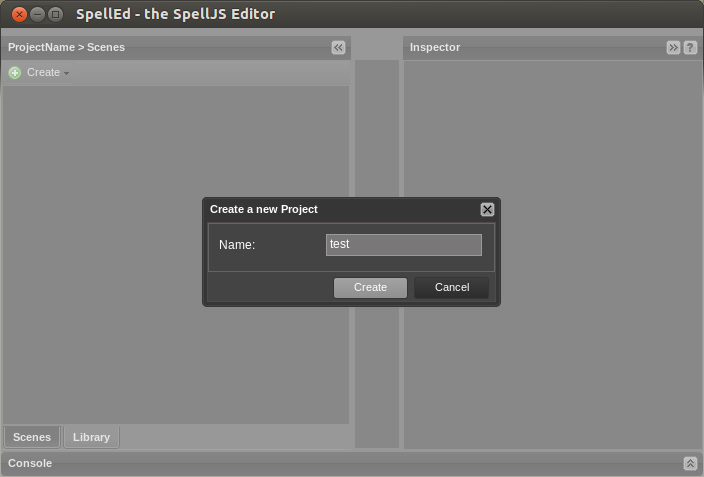 SpellEd - the SpellJS Editor
ProjectName > Scenes
Inspector
?
Create
Create a new Project
Name: test
Create Cancel
Scenes Library
Console